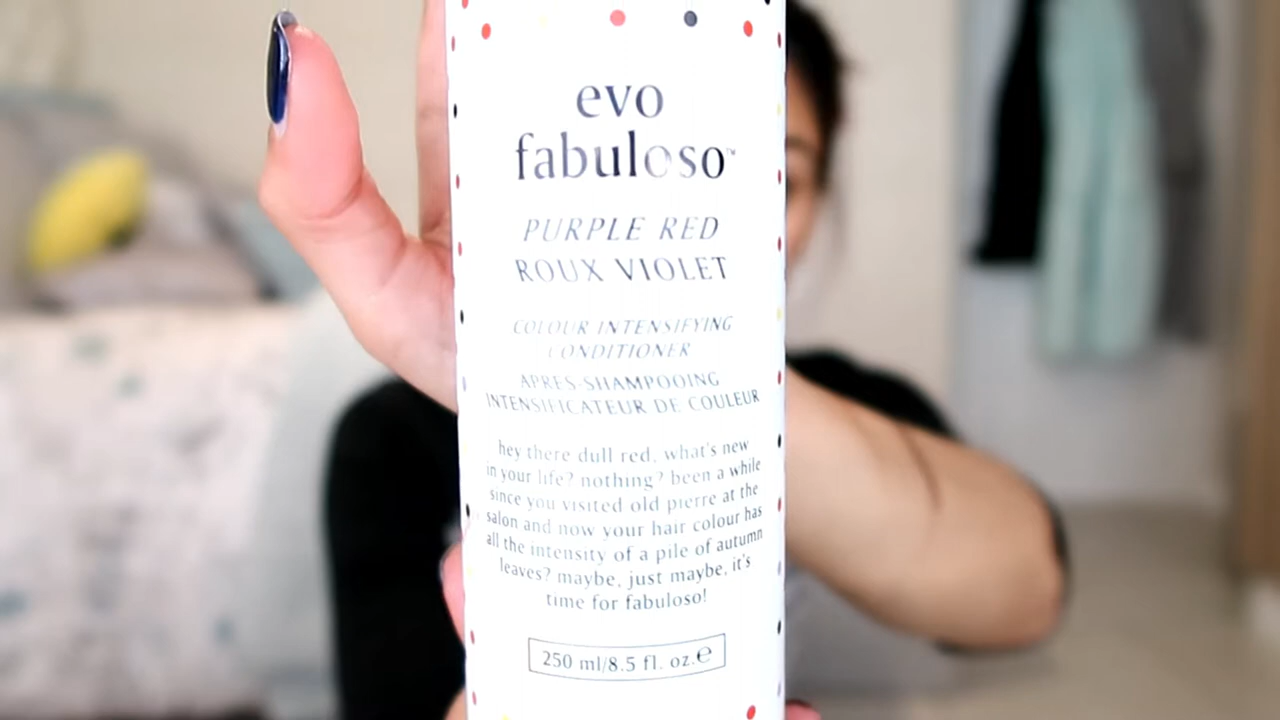 evo
fabuloso™
PURPLE RED
ROUX VIOLET
COLOUR INTENSIFYING
CONDITIONER
APRES-SHAMPOOING
INTENSIFICATEUR DE COULEUR
hey there dull red, what's new
in your life? nothing? been a while
since you visited old pierre at the
salon and now your hair colour has
all the intensity of a pile of autumn
leaves? maybe, just maybe, it's
time for fabuloso!
250 ml/8.5 fl. oz.℮